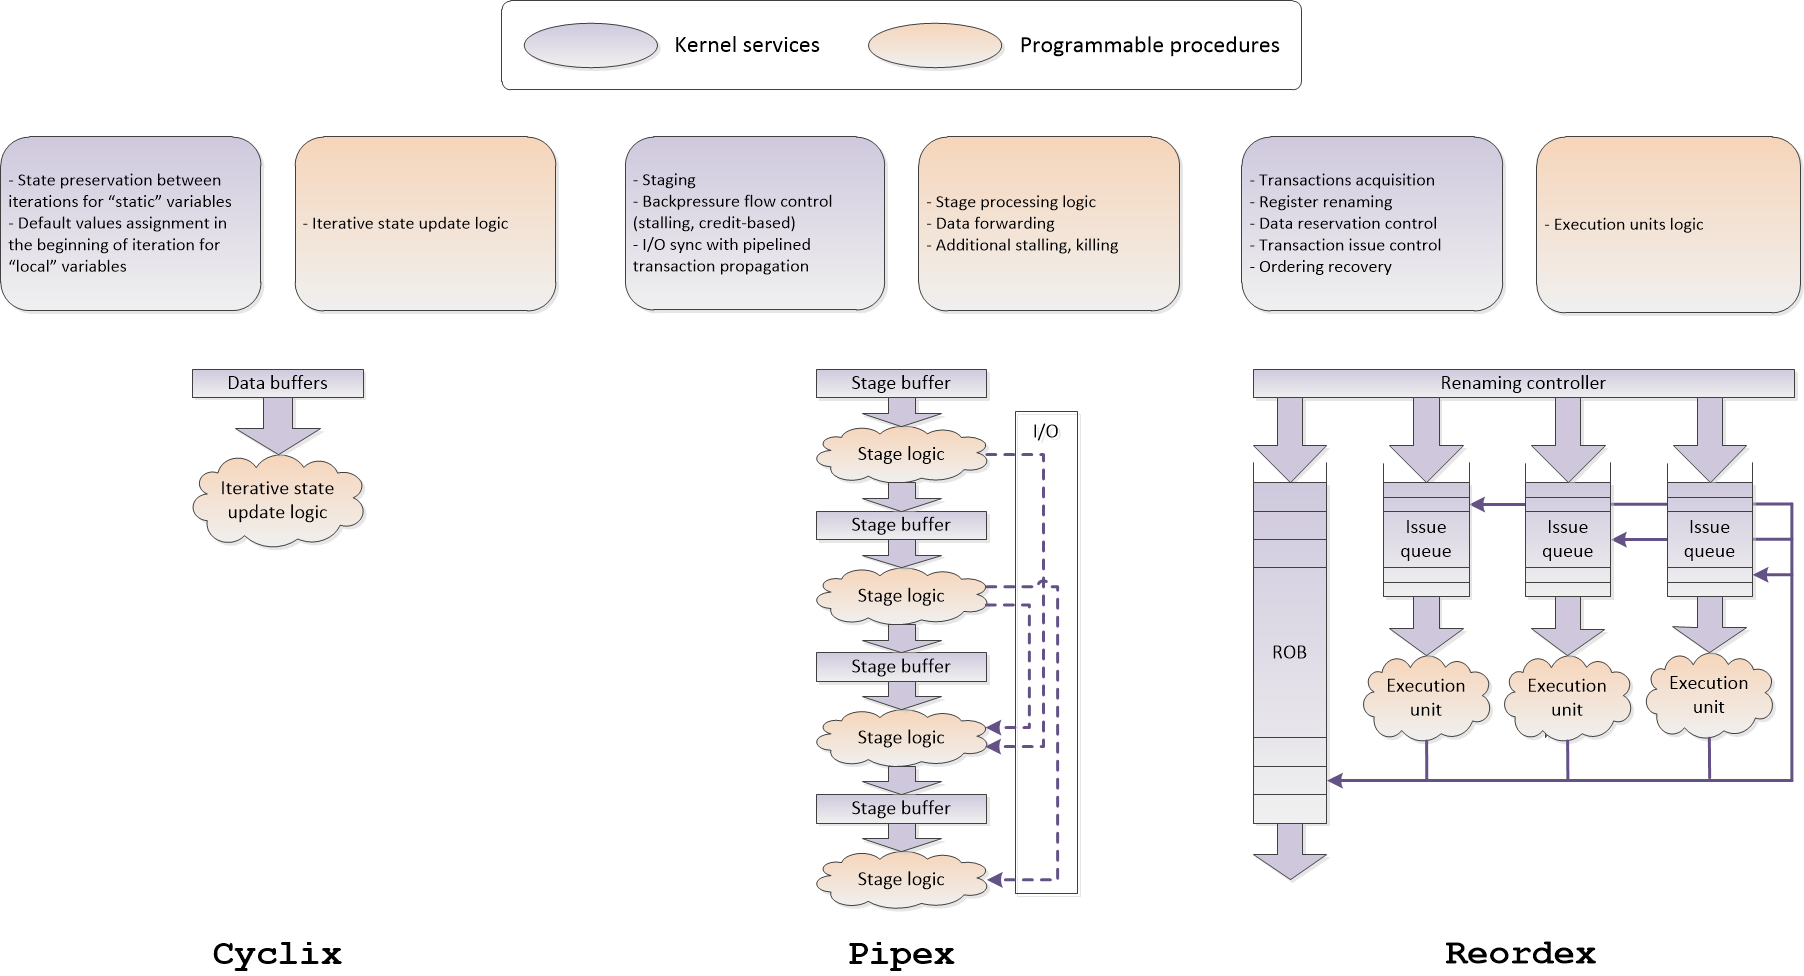 Kernel services
Programmable procedures
- State preservation between
iterations for “static” variables
- Default values assignment in
the beginning of iteration for
“local” variables
- Iterative state update logic
- Staging
- Backpressure flow control
(stalling, credit-based)
- I/O sync with pipelined
transaction propagation
- Stage processing logic
- Data forwarding
- Additional stalling, killing
- Transactions acquisition
- Register renaming
- Data reservation control
- Transaction issue control
- Ordering recovery
- Execution units logic
Data buffers
Iterative state
update logic
Cyclix
Stage buffer
I/O
Stage logic
Stage buffer
Stage logic
Stage buffer
Stage logic
Stage buffer
Stage logic
Pipex
Renaming controller
Issue
queue
Issue
queue
Issue
queue
ROB
Execution
unit
Execution
unit
Execution
unit
Reordex